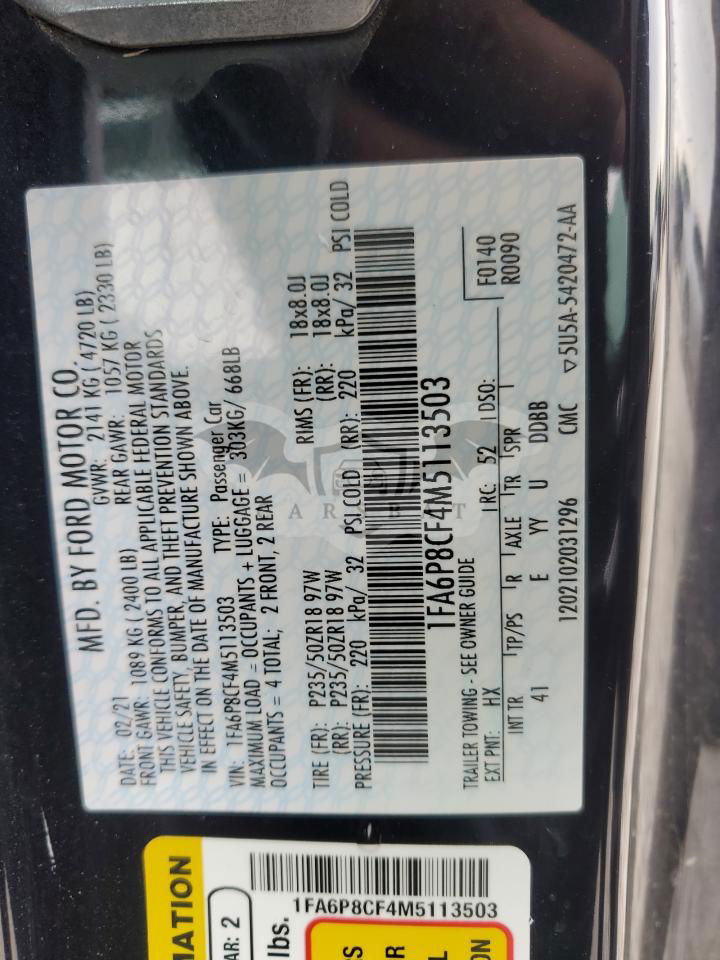 MFD. BY FORD MOTOR CO.
DATE: 02/21 GVWR: 2141 KG ( 4720 LB)
FRONT GAWR: 1089 KG ( 2400 LB) REAR GAWR: 1057 KG ( 2330 LB)
THIS VEHICLE CONFORMS TO ALL APPLICABLE FEDERAL MOTOR
VEHICLE SAFETY, BUMPER, AND THEFT PREVENTION STANDARDS
IN EFFECT ON THE DATE OF MANUFACTURE SHOWN ABOVE.
VIN: 1FA6P8CF4M5113503 TYPE: Passenger Car
MAXIMUM LOAD = OCCUPANTS + LUGGAGE = 303KG/ 668LB
OCCUPANTS = 4 TOTAL; 2 FRONT, 2 REAR
TIRE (FR): P235/50ZR18 97W RIMS (FR): 18x8.0J
(RR): P235/50ZR18 97W (RR): 18x8.0J
PRESSURE (FR): 220 kPa/ 32 PSI COLD (RR): 220 kPa/ 32 PSI COLD
1FA6P8CF4M5113503
TRAILER TOWING - SEE OWNER GUIDE
EXT PNT: HX RC: 52 DSO: F0140
R0090
INT TR TP/PS R AXLE TR SPR
41 E YY U DDBB
1202102031296 CMC ▽5U5A-5420472-AA
MATION
AR: 2
lbs.
1FA6P8CF4M5113503